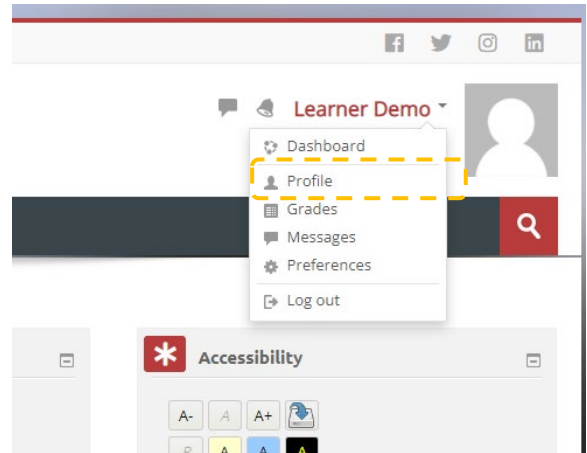 Learner Demo
Dashboard
Profile
Grades
Messages
Preferences
Log out
Accessibility
A- A A+
R A A A